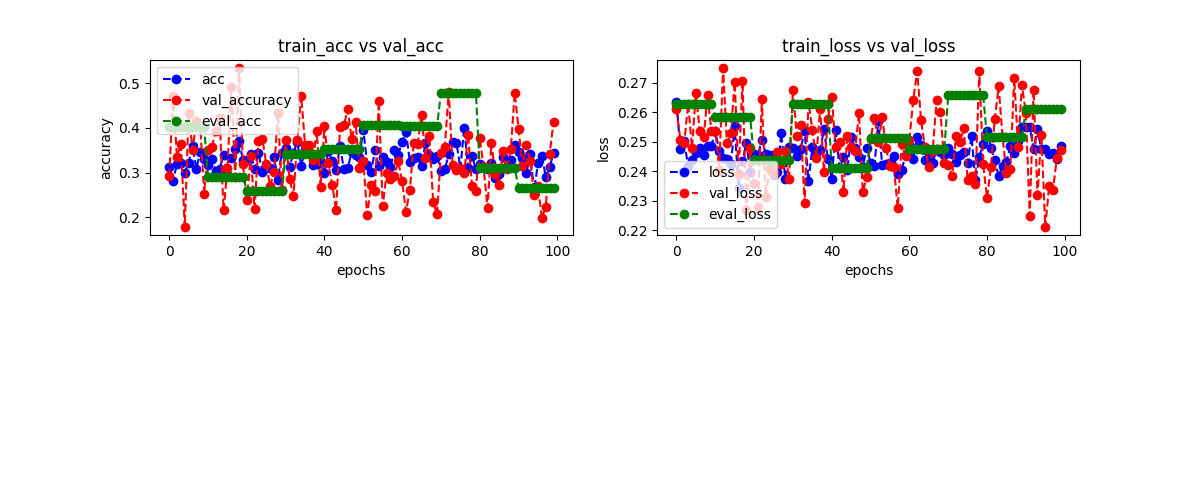 train_acc vs val_acc
accuracy
0.5
0.4
0.3
0.2
acc
val_accuracy
eval_acc
0 20 40 60 80 100
epochs
train_loss vs val_loss
loss
0.27
0.26
0.25
0.24
0.23
0.22
loss
val_loss
eval_loss
0 20 40 60 80 100
epochs